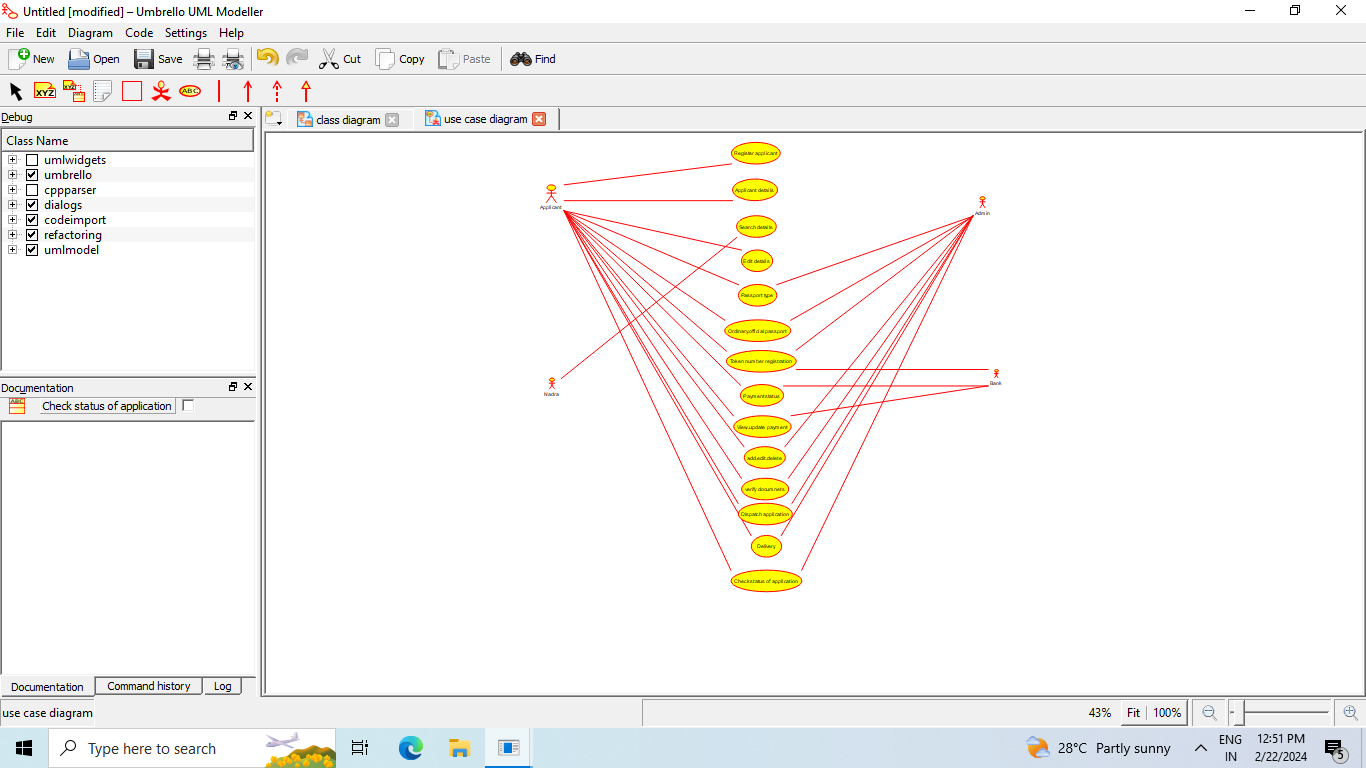 Untitled [modified] – Umbrello UML Modeller
File Edit Diagram Code Settings Help
New Open Save Cut Copy Paste Find
XYZ XYZ ABC
Debug
class diagram use case diagram
Class Name
umlwidgets
umbrello
cppparser
dialogs
codeimport
refactoring
umlmodel
Documentation
Check status of application
Documentation Command history Log
Register applicant
Applicant details
Search details
Edit details
Passport type
Ordinary,official passport
Token number registration
Payment status
View,update payment
add,edit,delete
verify documnets
Dispatch application
Delivery
Check status of application
Applicant
Nadra
Admin
Bank
use case diagram
43% Fit 100%
Type here to search
28°C Partly sunny
ENG
IN
12:51 PM
2/22/2024
5